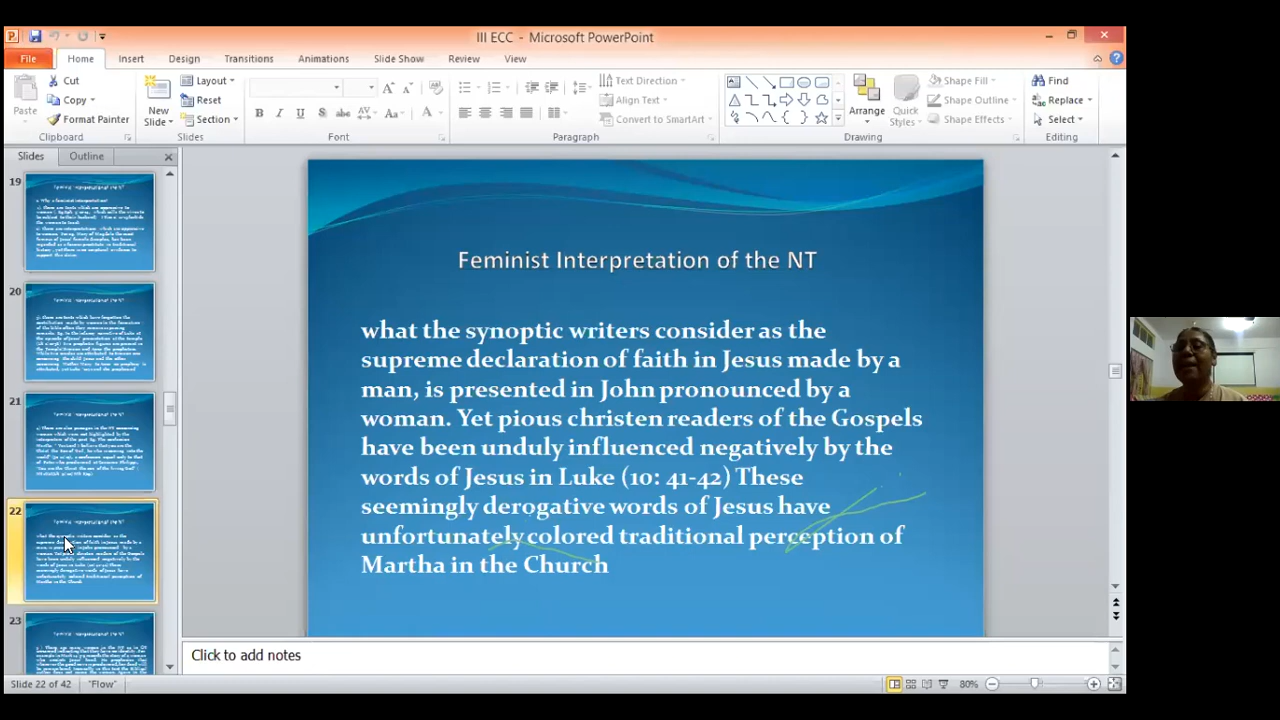 III ECC - Microsoft PowerPoint
File Home Insert Design Transitions Animations Slide Show Review View
Paste Cut Copy Format Painter
New Slide Layout Reset Section
B I U S abc AV Aa A
Text Direction Align Text Convert to SmartArt
Arrange Quick Styles Shape Fill Shape Outline Shape Effects
Find Replace Select
Clipboard Slides Font Paragraph Drawing Editing
Slides Outline
19
20
21
22
23
Feminist Interpretation of the NT
what the synoptic writers consider as the
supreme declaration of faith in Jesus made by a
man, is presented in John pronounced by a
woman. Yet pious christen readers of the Gospels
have been unduly influenced negatively by the
words of Jesus in Luke (10: 41-42) These
seemingly derogative words of Jesus have
unfortunately colored traditional perception of
Martha in the Church
Click to add notes
Slide 22 of 42 "Flow" 80%